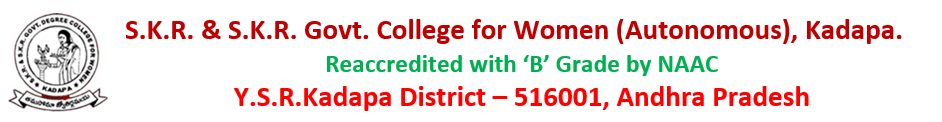 S.K.R. & S.K.R. Govt. College for Women (Autonomous), Kadapa.
Reaccredited with ‘B’ Grade by NAAC
Y.S.R.Kadapa District – 516001, Andhra Pradesh
S.K.R. & S.K.R. GOVT. DEGREE COLLEGE FOR WOMEN
KADAPA